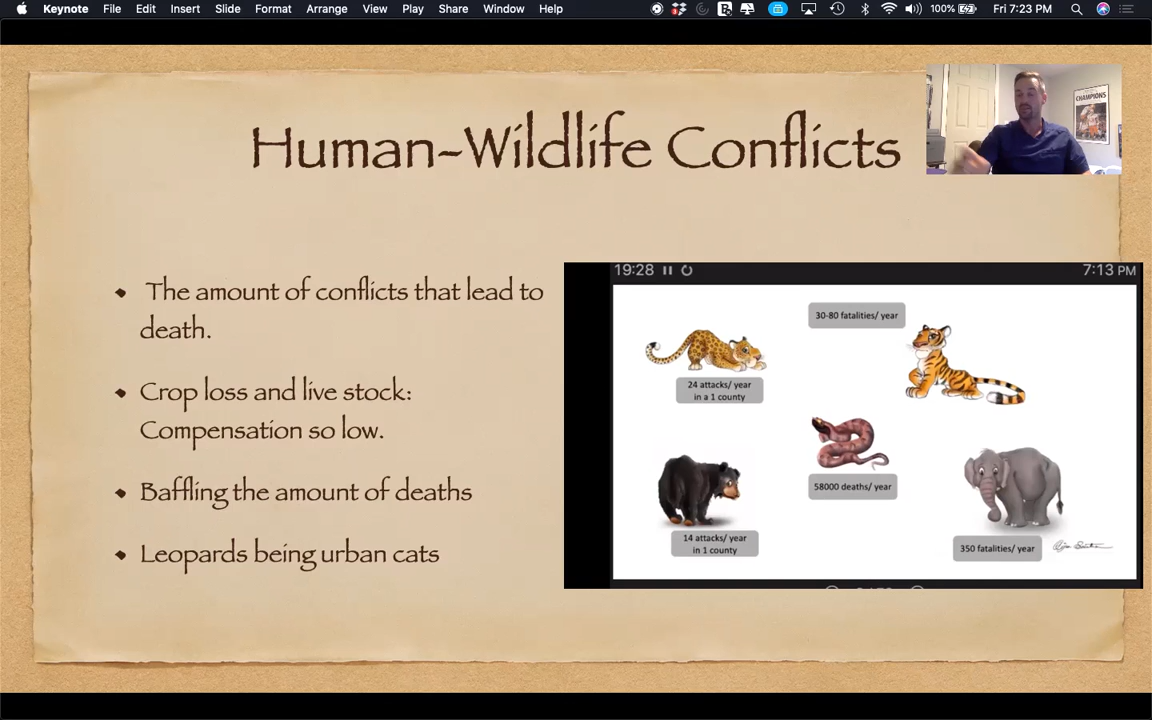 Keynote File Edit Insert Slide Format Arrange View Play Share Window Help 100% Fri 7:23 PM
CHAMPIONS
Human-Wildlife Conflicts
The amount of conflicts that lead to
death.
Crop loss and live stock:
Compensation so low.
Baffling the amount of deaths
Leopards being urban cats
19:28 7:13 PM
30-80 fatalities/ year
24 attacks/ year
in a 1 county
58000 deaths/ year
14 attacks/ year
in 1 county
350 fatalities/ year